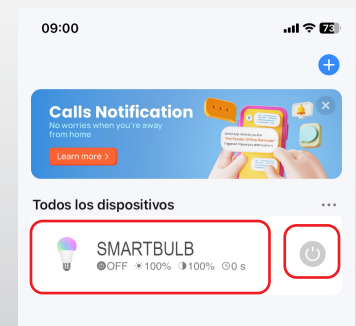 09:00
73
Calls Notification
No worries when you're away
from home
Learn more >
Todos los dispositivos
SMARTBULB
OFF 100% 100% 0 s